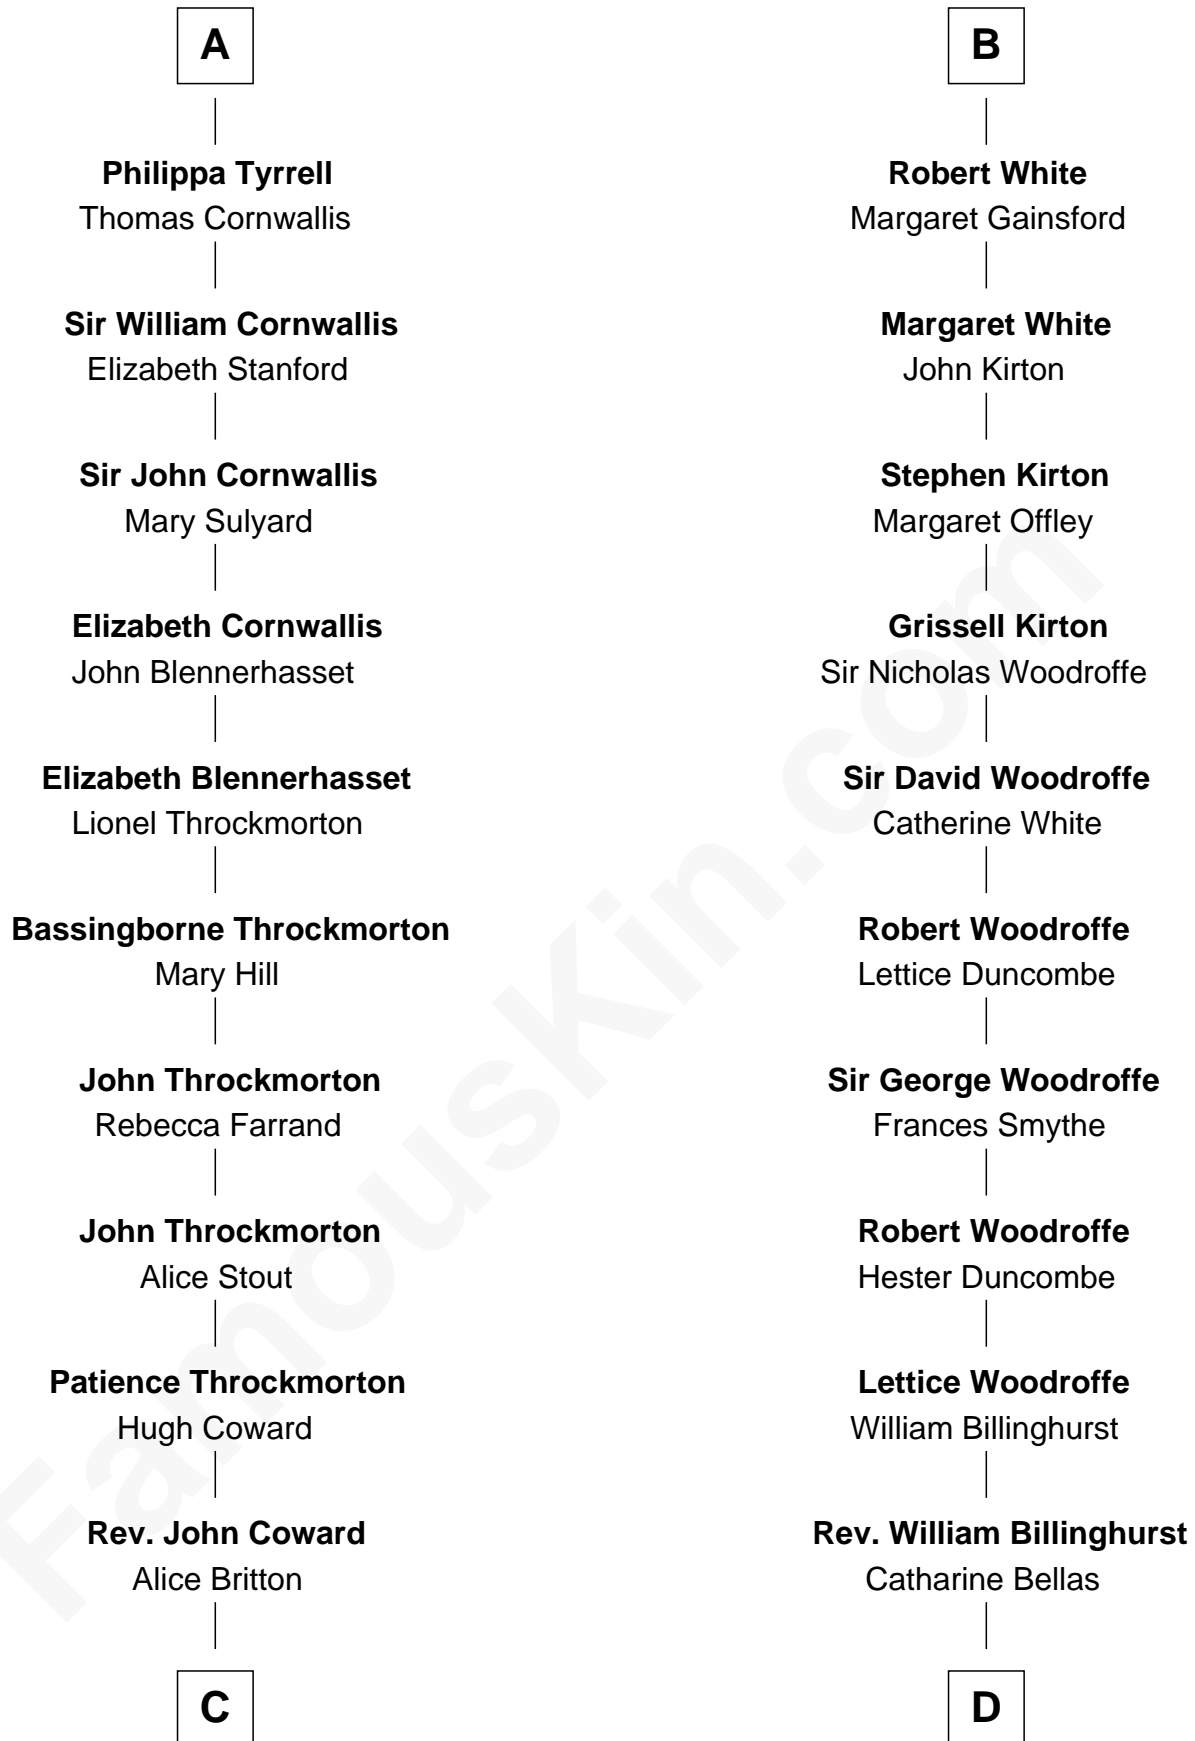 A
Philippa Tyrrell
Thomas Cornwallis
Sir William Cornwallis
Elizabeth Stanford
Sir John Cornwallis
Mary Sulyard
Elizabeth Cornwallis
John Blennerhasset
Elizabeth Blennerhasset
Lionel Throckmorton
Bassingborne Throckmorton
Mary Hill
John Throckmorton
Rebecca Farrand
John Throckmorton
Alice Stout
Patience Throckmorton
Hugh Coward
Rev. John Coward
Alice Britton
C
B
Robert White
Margaret Gainsford
Margaret White
John Kirton
Stephen Kirton
Margaret Offley
Grissell Kirton
Sir Nicholas Woodroffe
Sir David Woodroffe
Catherine White
Robert Woodroffe
Lettice Duncombe
Sir George Woodroffe
Frances Smythe
Robert Woodroffe
Hester Duncombe
Lettice Woodroffe
William Billinghurst
Rev. William Billinghurst
Catharine Bellas
D
FamousKin.com